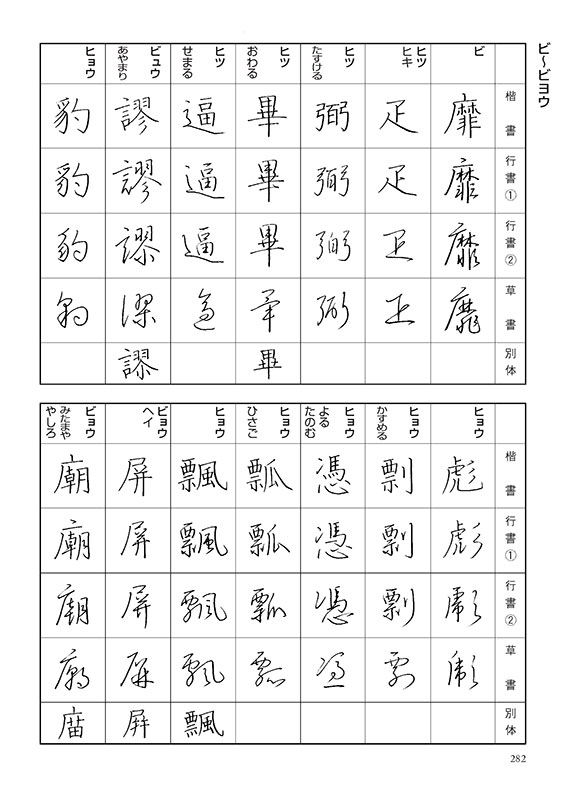 ビ～ビヨウ
楷書
行書①
行書②
草書
別体
ビ
靡
靡
靡
靡
ヒツ
ヒキ
疋
疋
疋
疋
ヒツ
たすける
弼
弼
弼
弼
ヒツ
おわる
畢
畢
畢
畢
畢
ヒツ
せまる
逼
逼
逼
逼
ビュウ
あやまり
謬
謬
謬
謬
謬
ヒョウ
豹
豹
豹
豹
楷書
行書①
行書②
草書
別体
ヒョウ
彪
彪
彪
彪
ヒョウ
かすめる
剽
剽
剽
剽
ヒョウ
よる
たのむ
憑
憑
憑
憑
ヒョウ
ひさご
瓢
瓢
瓢
瓢
ヒョウ
飄
飄
飄
飄
飄
ビョウ
ヘイ
屏
屏
屏
屏
屛
ビョウ
みたまや
やしろ
廟
廟
廟
廟
庿
282